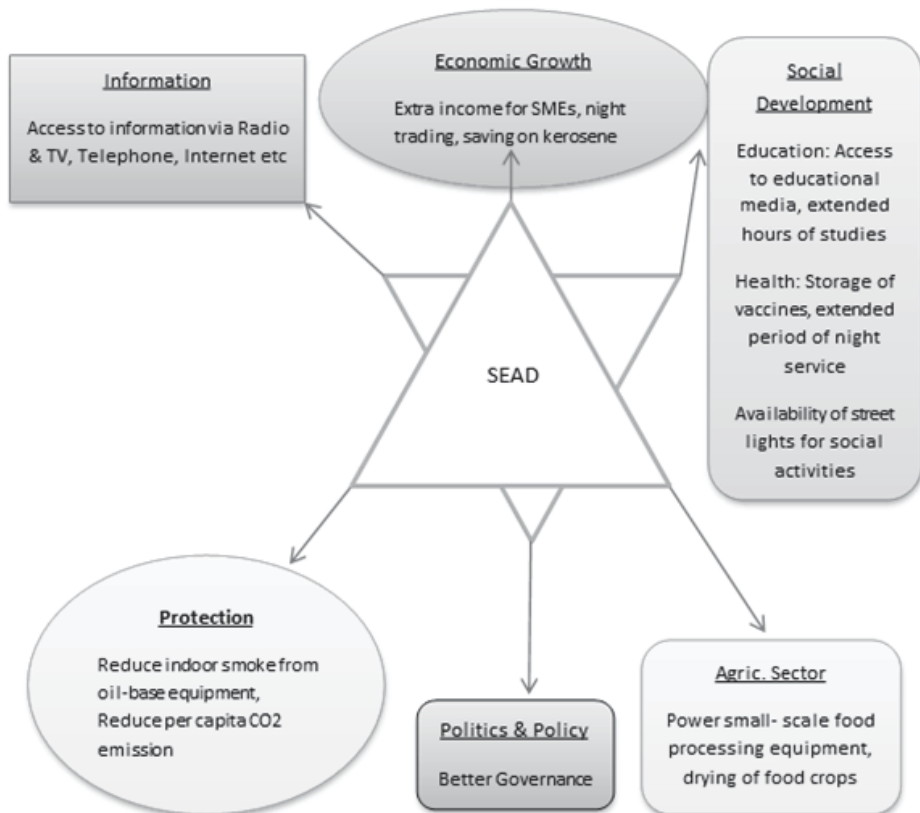 Information
Access to information via Radio
& TV, Telephone, Internet etc
Economic Growth
Extra income for SMEs, night
trading, saving on kerosene
Social
Development
Education: Access
to educational
media, extended
hours of studies
Health: Storage of
vaccines, extended
period of night
service
Availability of street
lights for social
activities
SEAD
Protection
Reduce indoor smoke from
oil-base equipment,
Reduce per capita CO2
emission
Politics & Policy
Better Governance
Agric. Sector
Power small- scale food
processing equipment,
drying of food crops